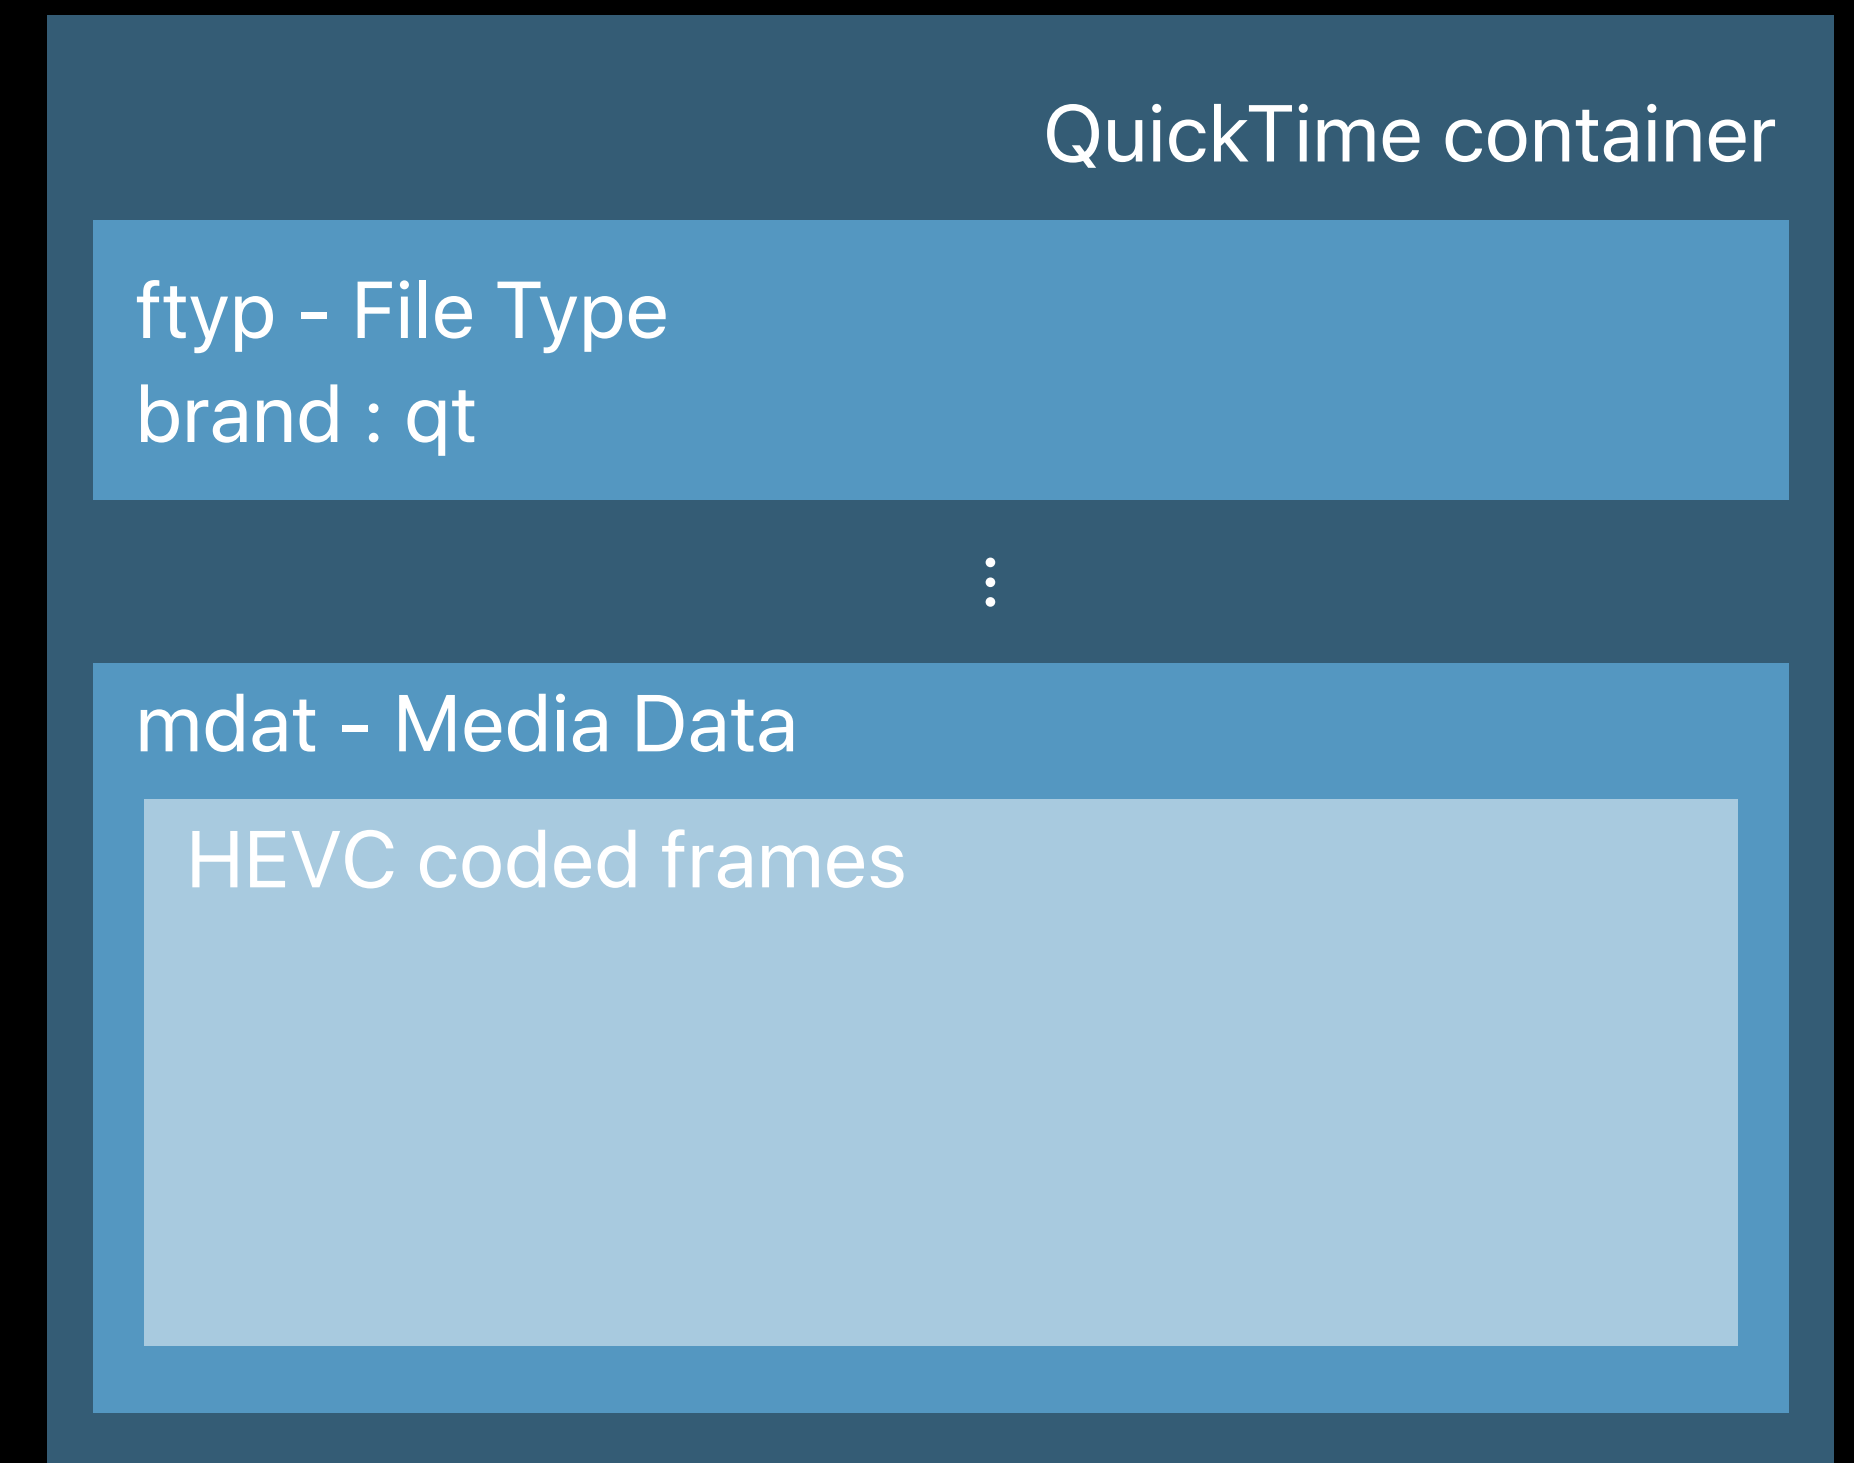 QuickTime container
ftyp - File Type
brand : qt
⋮
mdat - Media Data
HEVC coded frames